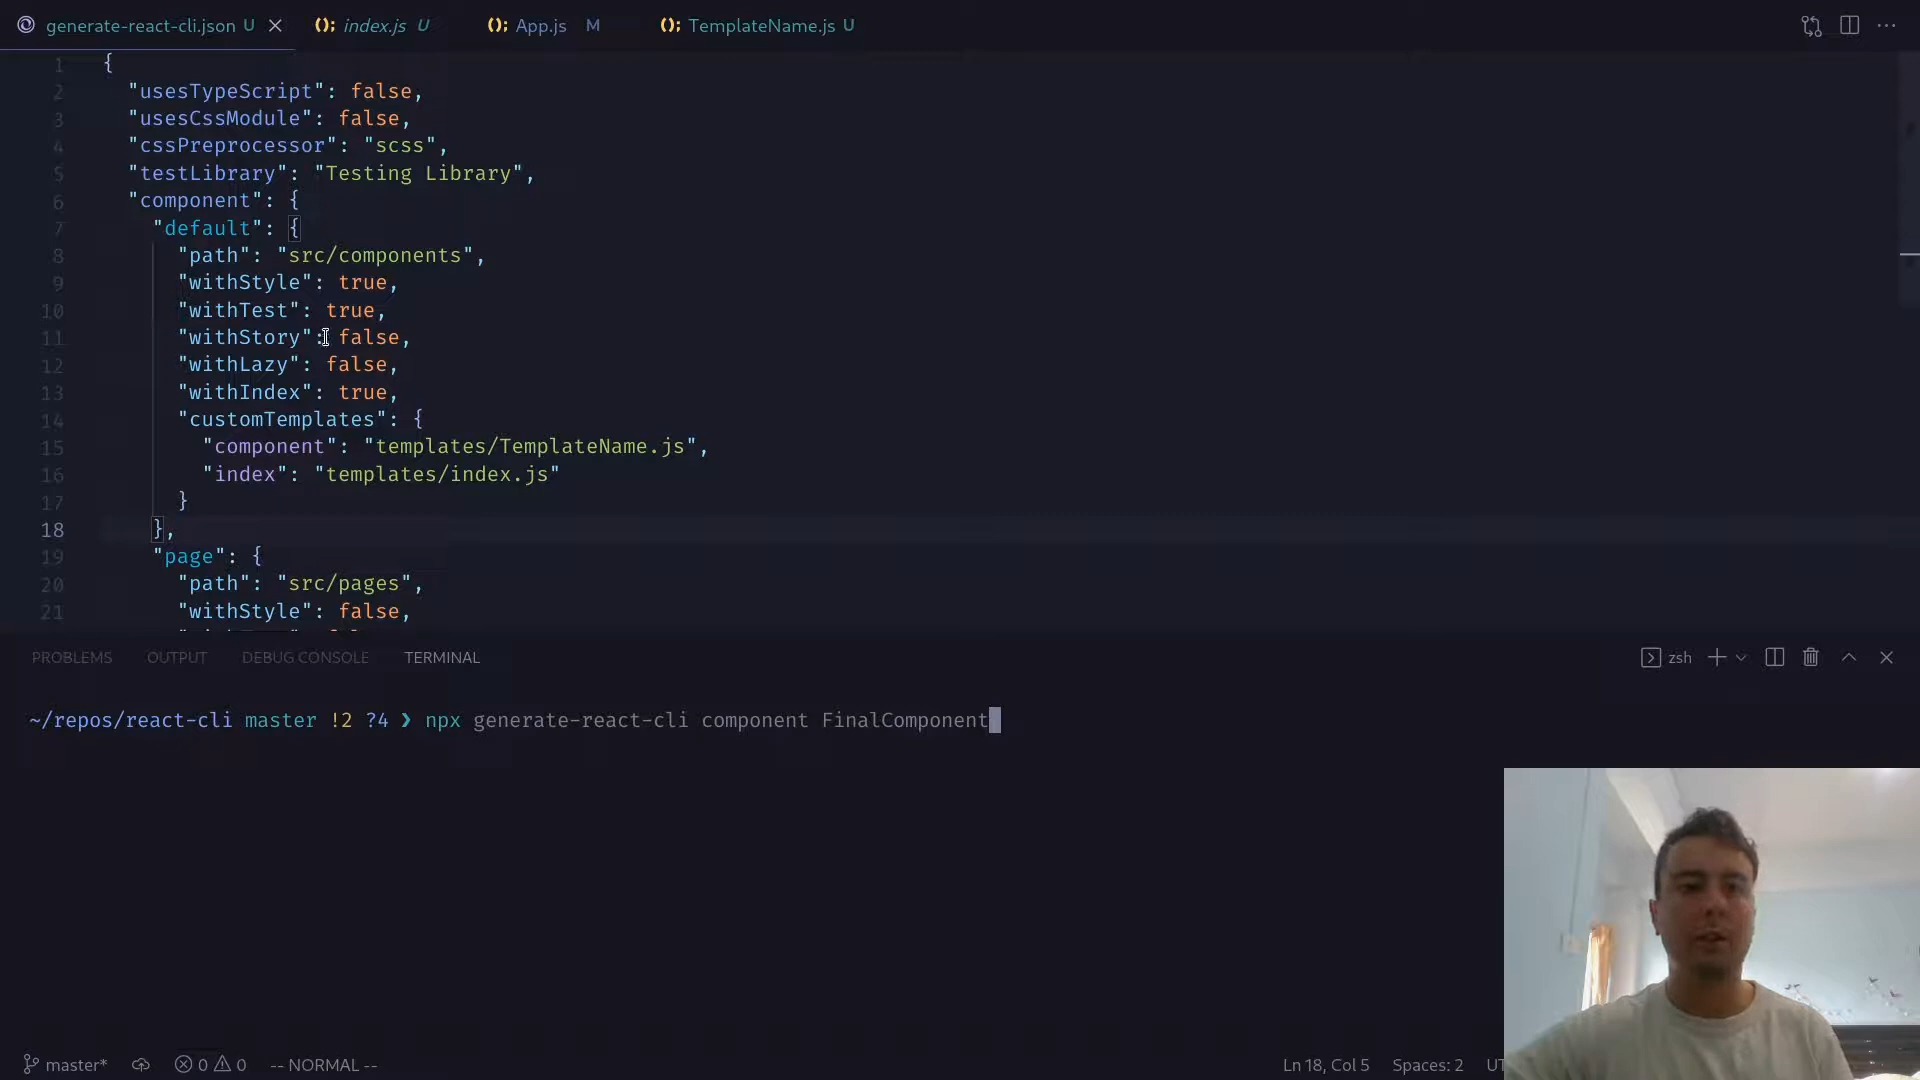 generate-react-cli.json U
index.js U
App.js M
TemplateName.js U
1 {
2 "usesTypeScript": false,
3 "usesCssModule": false,
4 "cssPreprocessor": "scss",
5 "testLibrary": "Testing Library",
6 "component": {
7 "default": {
8 "path": "src/components",
9 "withStyle": true,
10 "withTest": true,
11 "withStory": false,
12 "withLazy": false,
13 "withIndex": true,
14 "customTemplates": {
15 "component": "templates/TemplateName.js",
16 "index": "templates/index.js"
17 }
18 },
19 "page": {
20 "path": "src/pages",
21 "withStyle": false,
PROBLEMS OUTPUT DEBUG CONSOLE TERMINAL
zsh
~/repos/react-cli master !2 ?4 ❯ npx generate-react-cli component FinalComponent
master* 0 0 -- NORMAL --
Ln 18, Col 5 Spaces: 2 UT